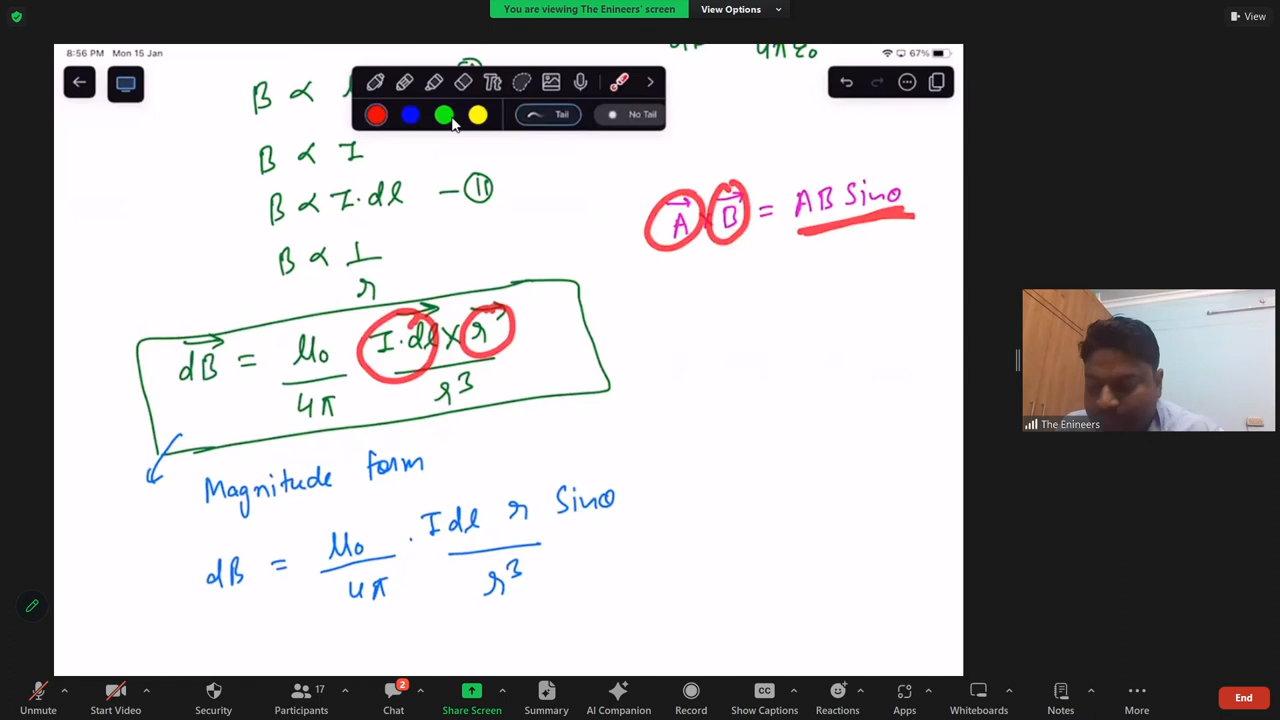 You are viewing The Enineers' screen
View Options
View
8:56 PM Mon 15 Jan
67%
4πε₀
B ∝
Tail
No Tail
B ∝ I
B ∝ I·dl — ⑪
A⃗ × B⃗ = AB Sinθ
B ∝ 1/r
dB⃗ = μ₀/4π I·dl⃗ × r⃗/r³
Magnitude form
dB = μ₀/4π · Idl r Sinθ/r³
The Enineers
Unmute
Start Video
Security
17
Participants
2
Chat
Share Screen
Summary
AI Companion
Record
CC
Show Captions
Reactions
Apps
Whiteboards
Notes
More
End